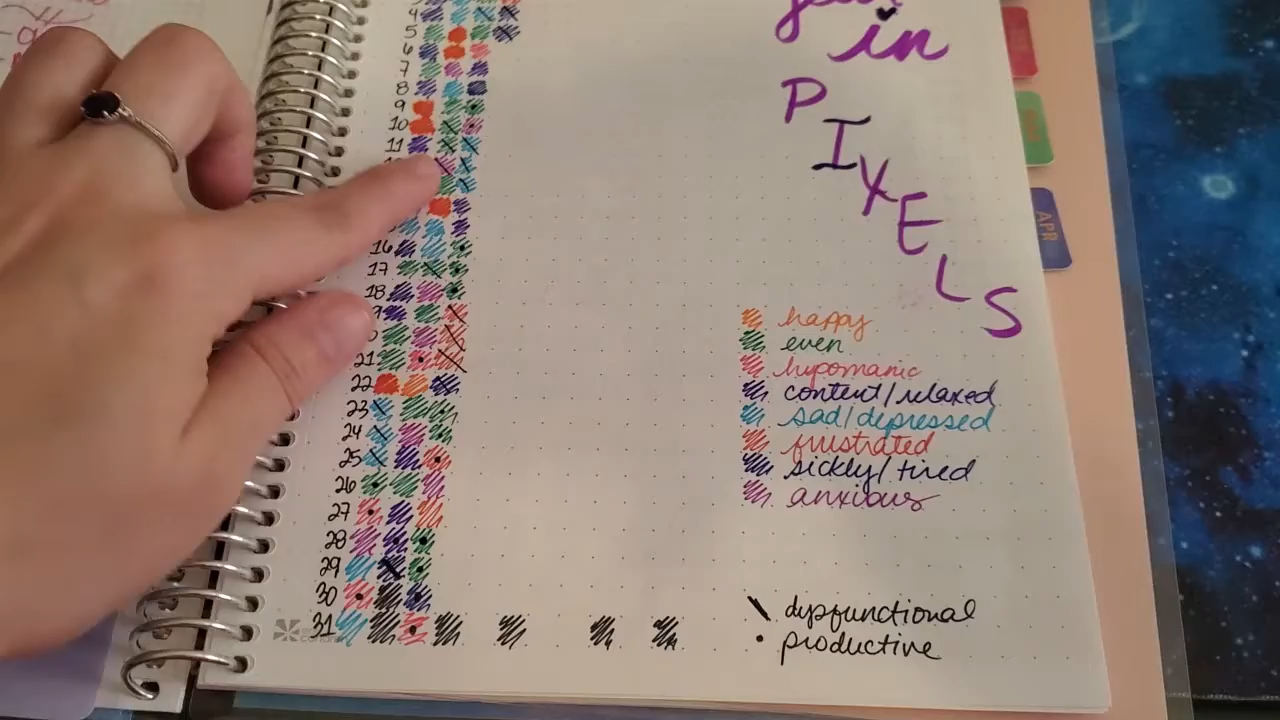 in
PIXELS
4
5
6
7
8
9
10
11
16
17
18
21
22
23
24
25
26
27
28
29
30
31
happy
even
hypomanic
content/relaxed
sad/depressed
frustrated
sickly/tired
anxious
dysfunctional
productive
APR